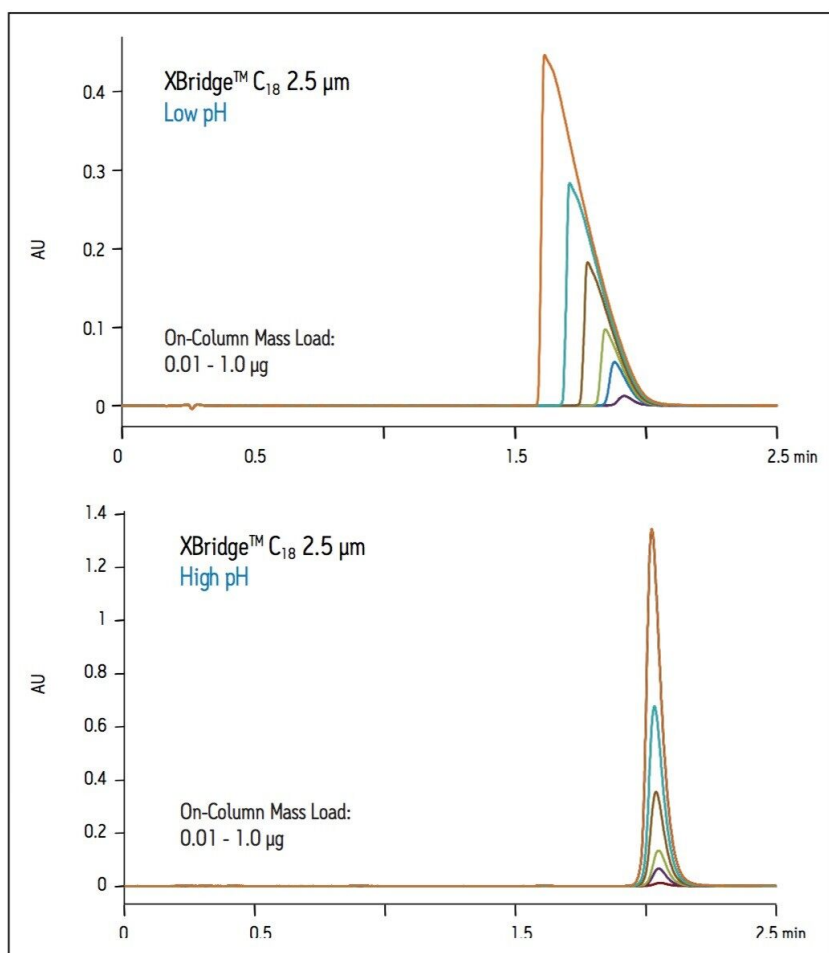 XBridge™ C₁₈ 2.5 µm
Low pH
0.4
0.3
0.2
0.1
0
AU
On-Column Mass Load:
0.01 - 1.0 µg
0
0.5
1.5
2.5 min
XBridge™ C₁₈ 2.5 µm
High pH
1.4
1.2
1
0.8
0.6
0.4
0.2
0
AU
On-Column Mass Load:
0.01 - 1.0 µg
0
0.5
1.5
2.5 min